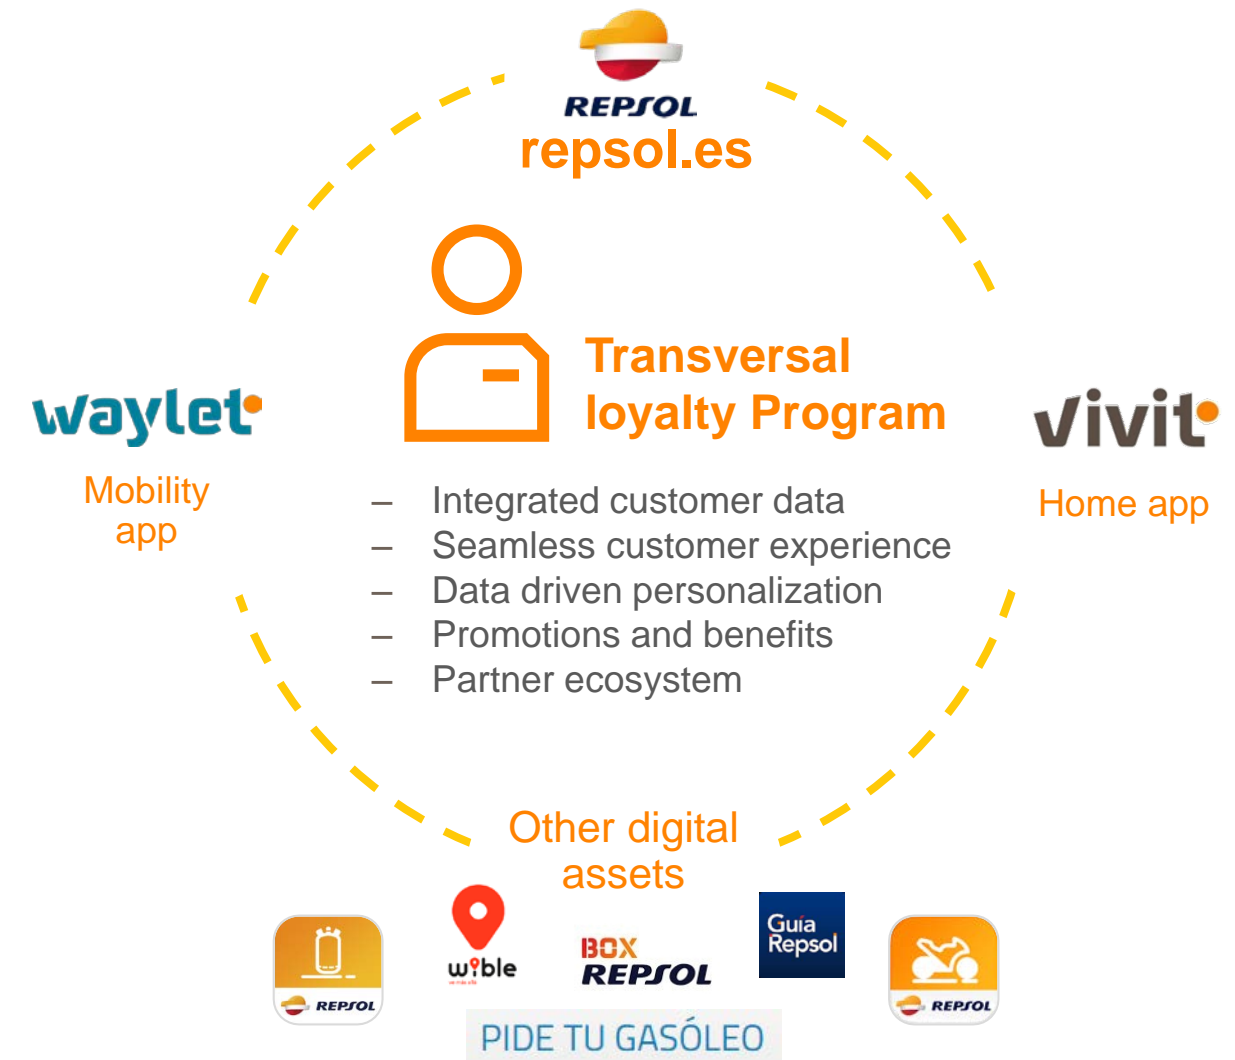 REPSOL
repsol.es
Transversal
loyalty Program
waylet
Mobility
app
vivit
Home app
– Integrated customer data
– Seamless customer experience
– Data driven personalization
– Promotions and benefits
– Partner ecosystem
Other digital
assets
REPSOL
wible
BOX
REPSOL
Guía
Repsol
REPSOL
PIDE TU GASÓLEO